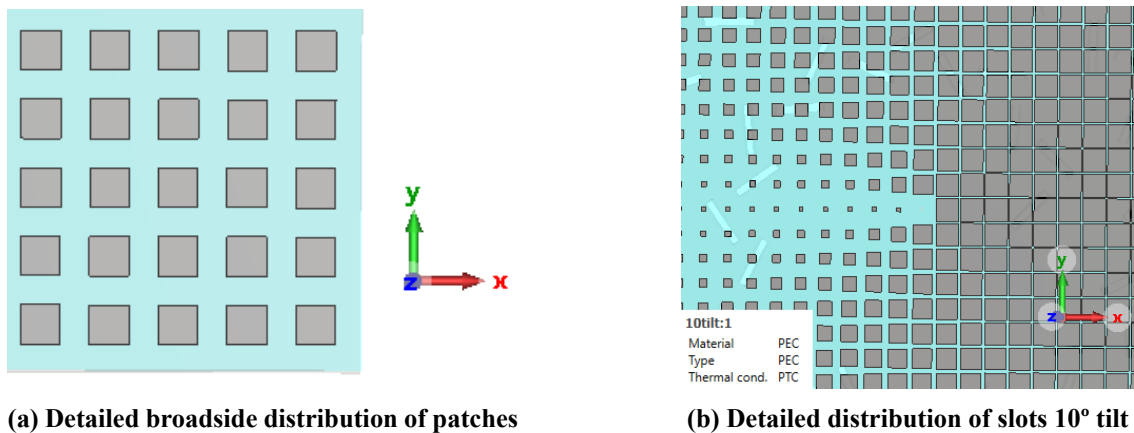 y
z
x
y
z
x
10tilt:1
Material PEC
Type PEC
Thermal cond. PTC
(a) Detailed broadside distribution of patches
(b) Detailed distribution of slots 10º tilt